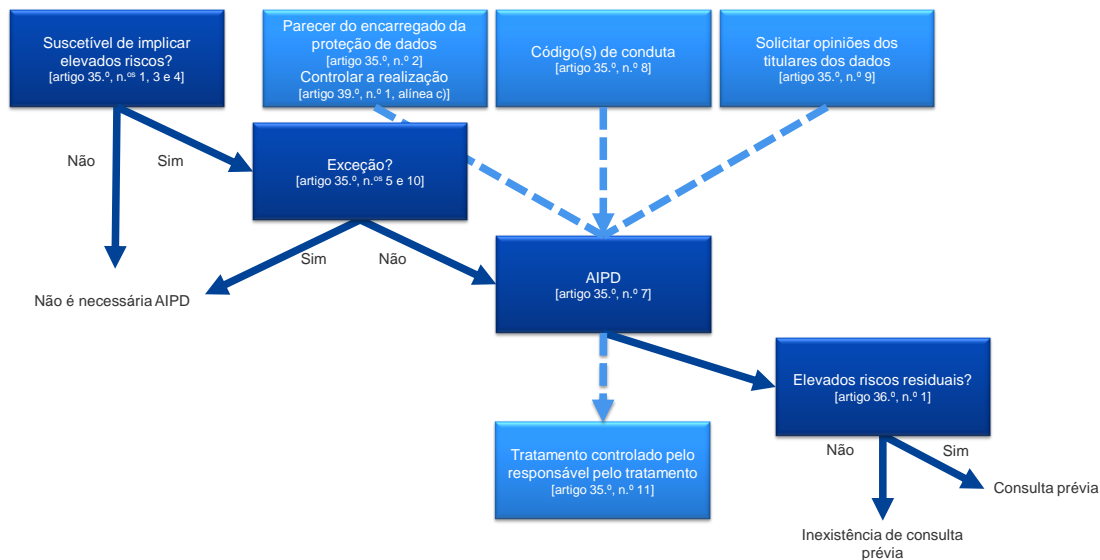 Suscetível de implicar
elevados riscos?
[artigo 35.º, n.ºs 1, 3 e 4]
Parecer do encarregado da
proteção de dados
[artigo 35.º, n.º 2]
Controlar a realização
[artigo 39.º, n.º 1, alínea c)]
Código(s) de conduta
[artigo 35.º, n.º 8]
Solicitar opiniões dos
titulares dos dados
[artigo 35.º, n.º 9]
Não
Sim
Exceção?
[artigo 35.º, n.ºs 5 e 10]
Sim
Não
Não é necessária AIPD
AIPD
[artigo 35.º, n.º 7]
Elevados riscos residuais?
[artigo 36.º, n.º 1]
Tratamento controlado pelo
responsável pelo tratamento
[artigo 35.º, n.º 11]
Não
Sim
Consulta prévia
Inexistência de consulta
prévia